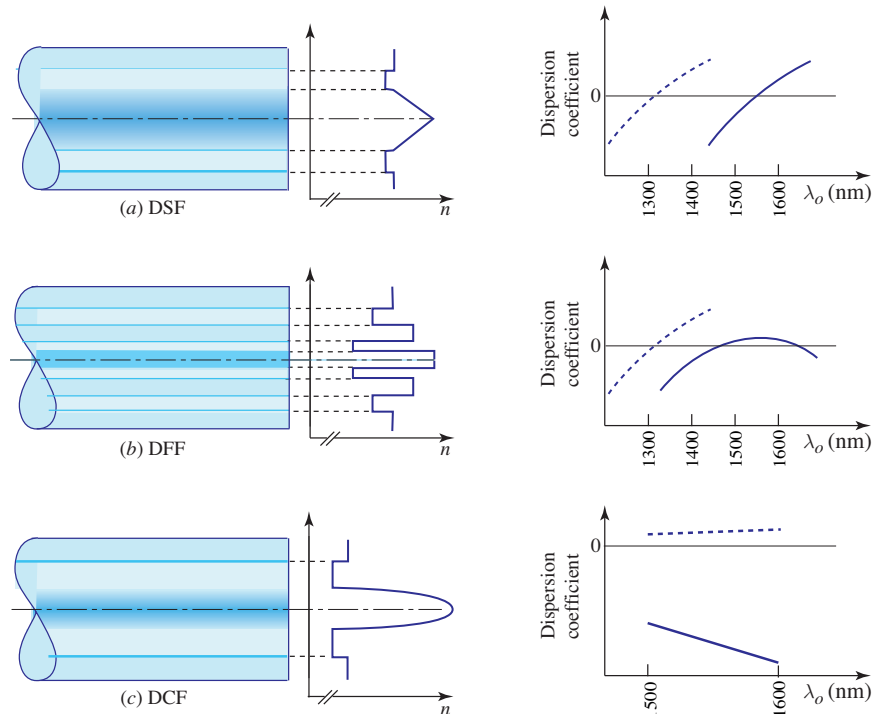 Dispersion
coefficient
0
1300
1400
1500
1600
λo (nm)
n
(a) DSF
Dispersion
coefficient
0
1300
1400
1500
1600
λo (nm)
n
(b) DFF
Dispersion
coefficient
0
1500
1600
λo (nm)
n
(c) DCF